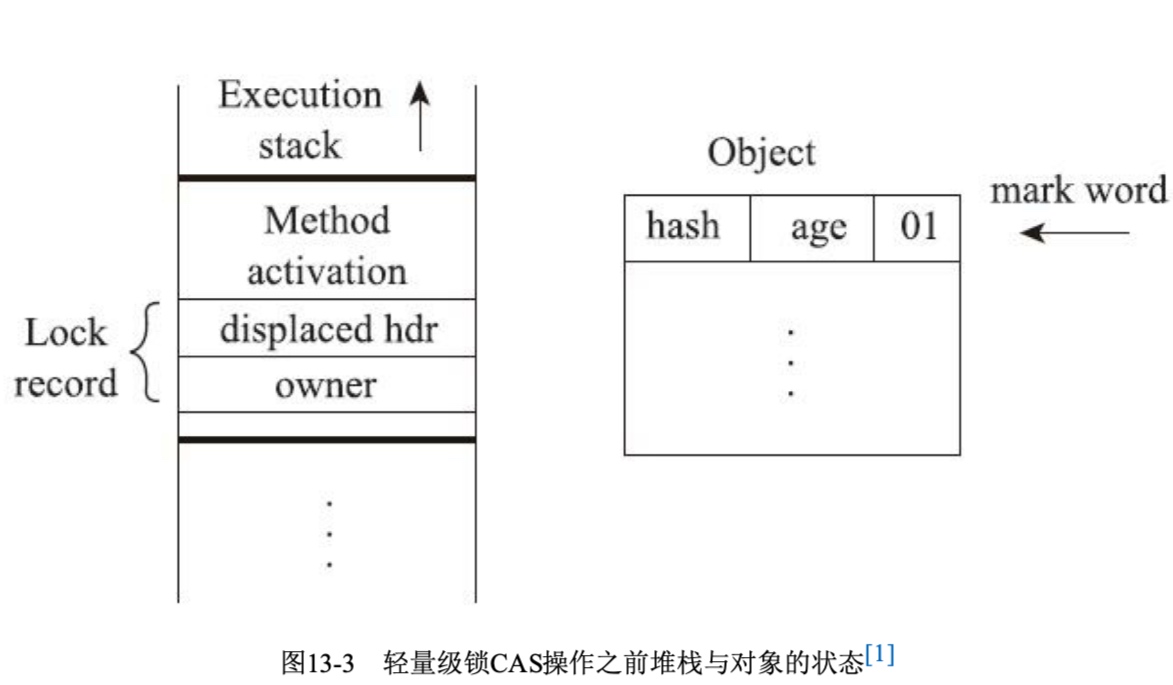 Execution
stack
Method
activation
Lock
record
displaced hdr
owner
Object
hash age 01
mark word
图13-3 轻量级锁CAS操作之前堆栈与对象的状态[1]